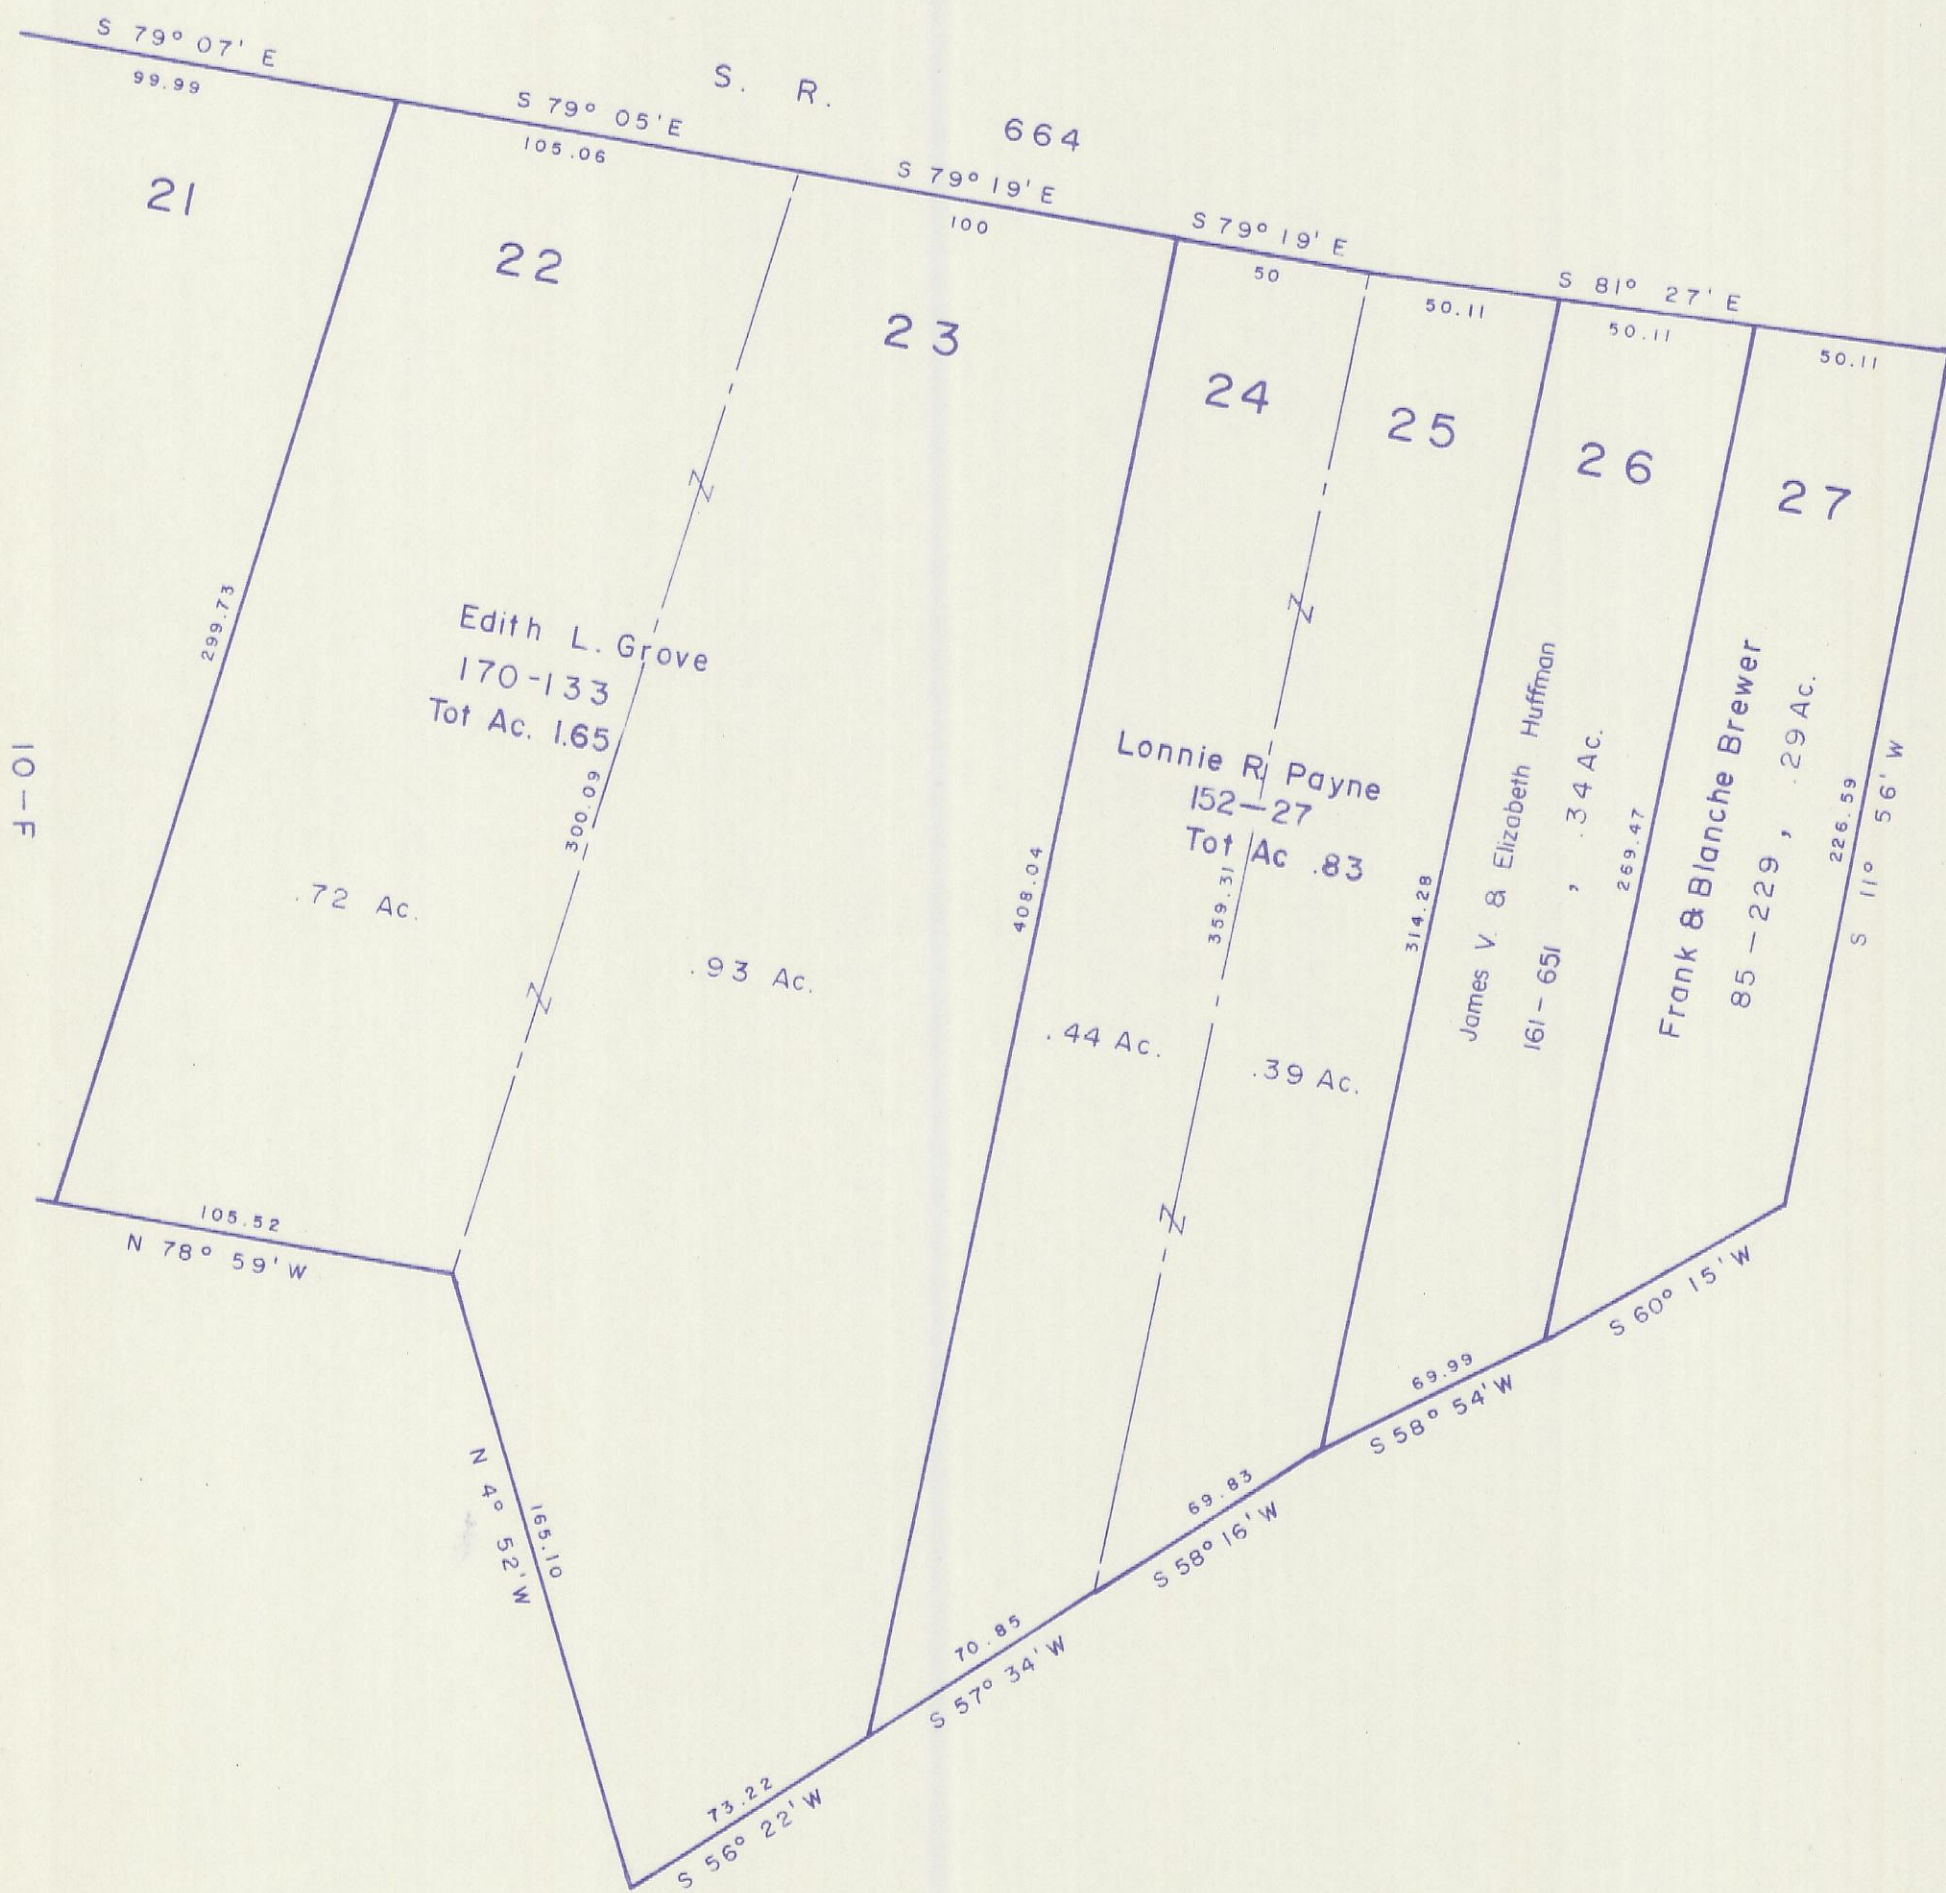 S 79° 07' E
99.99
S. R. 664
S 79° 05' E
105.06
S 79° 19' E
100
S 79° 19' E
50
50.11
S 81° 27' E
50.11
50.11
21
22
23
24
25
26
27
299.73
Edith L. Grove
170-133
Tot Ac. 1.65
300.09
.72 Ac.
.93 Ac.
408.04
Lonnie R. Payne
152-27
Tot Ac .83
359.31
.44 Ac.
.39 Ac.
314.28
James V. & Elizabeth Huffman
161-651 , .34 Ac.
269.47
Frank & Blanche Brewer
85-229 , .29 Ac.
226.59
S 11° 56' W
10-F
105.52
N 78° 59' W
N 4° 52' W
165.10
73.22
S 56° 22' W
70.85
S 57° 34' W
69.83
S 58° 16' W
69.99
S 58° 54' W
S 60° 15' W